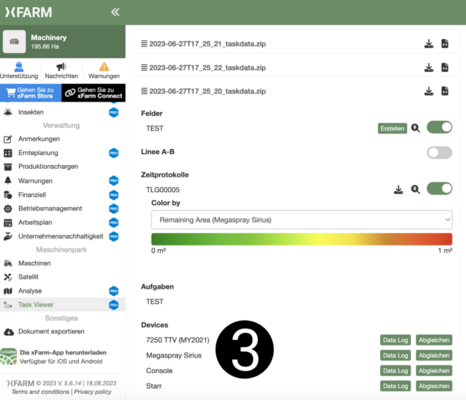 XFARM
Machinery
195.86 Ha
Unterstützung
Nachrichten
Warnungen
Gehen Sie zu
xFarm Store
Gehen Sie zu
xFarm Connect
Insekten PRO
Verwaltung
Anmerkungen
Ernteplanung PRO
Produktionschargen
Warnungen PRO
Finanziell PRO
Betriebsmanagement PRO
Arbeitsplan PRO
Unternehmensnachhaltigkeit PRO
Maschinenpark
Maschinen
Satellit
Analyse PRO
Task Viewer PRO
Sonstiges
Dokument exportieren
Die xFarm-App herunterladen
Verfügbar für iOS und Android
XFARM © 2023 V. 5.6.14 | 18.08.2023
Terms and conditions | Privacy policy
2023-06-27T17_25_21_taskdata.zip
2023-06-27T17_25_22_taskdata.zip
2023-06-27T17_25_20_taskdata.zip
Felder
TEST Erstellen
Linee A-B
Zeitprotokolle
TLG00005
Color by
Remaining Area (Megaspray Sirius)
0 m² 1 m²
Aufgaben
TEST
Devices
7250 TTV (MY2021) Data Log Abgleichen
Megaspray Sirius Data Log Abgleichen
Console Data Log Abgleichen
Starr Data Log Abgleichen
3